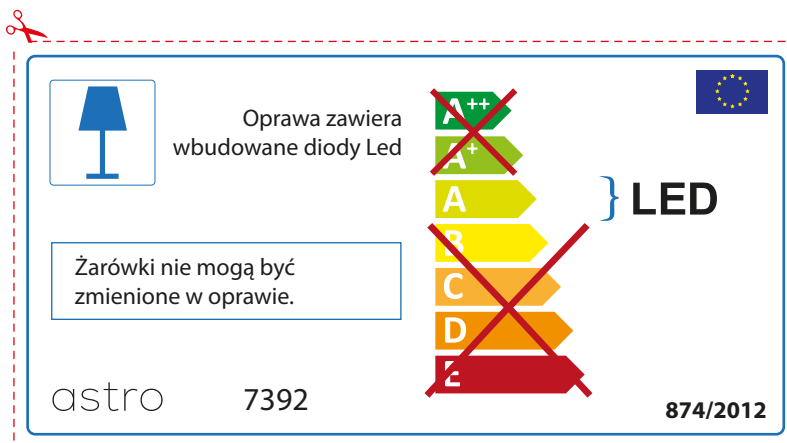 Oprawa zawiera
wbudowane diody Led
A++
A+
A
LED
B
C
D
E
Żarówki nie mogą być
zmienione w oprawie.
astro
7392
874/2012